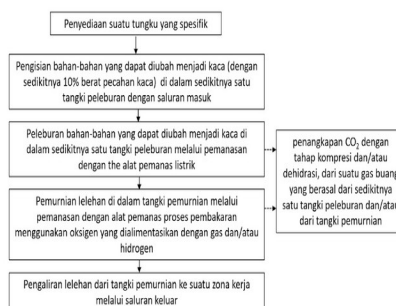 Penyediaan suatu tungku yang spesifik
Pengisian bahan-bahan yang dapat diubah menjadi kaca (dengan
sedikitnya 10% berat pecahan kaca) di dalam sedikitnya satu
tangki peleburan dengan saluran masuk
Peleburan bahan-bahan yang dapat diubah menjadi kaca di
dalam sedikitnya satu tangki peleburan melalui pemanasan
dengan the alat pemanas listrik
penangkapan CO₂ dengan
tahap kompresi dan/atau
dehidrasi, dari suatu gas buang
yang berasal dari sedikitnya
satu tangki peleburan dan/atau
dari tangki pemurnian
Pemurnian lelehan di dalam tangki pemurnian melalui
pemanasan dengan alat pemanas proses pembakaran
menggunakan oksigen yang dialimentasikan dengan gas dan/atau
hidrogen
Pengaliran lelehan dari tangki pemurnian ke suatu zona kerja
melalui saluran keluar